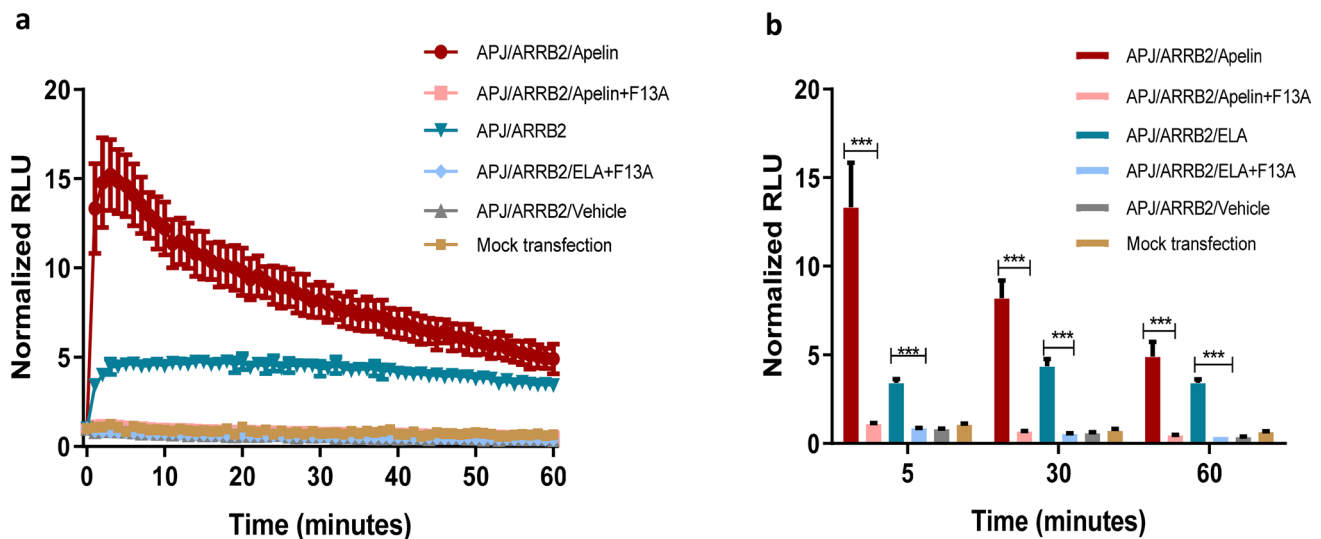 a
APJ/ARRB2/Apelin
APJ/ARRB2/Apelin+F13A
APJ/ARRB2
APJ/ARRB2/ELA+F13A
APJ/ARRB2/Vehicle
Mock transfection
Normalized RLU
20
15
10
5
0
0 10 20 30 40 50 60
Time (minutes)
b
APJ/ARRB2/Apelin
APJ/ARRB2/Apelin+F13A
APJ/ARRB2/ELA
APJ/ARRB2/ELA+F13A
APJ/ARRB2/Vehicle
Mock transfection
Normalized RLU
20
15
10
5
0
*** *** *** *** *** ***
5 30 60
Time (minutes)